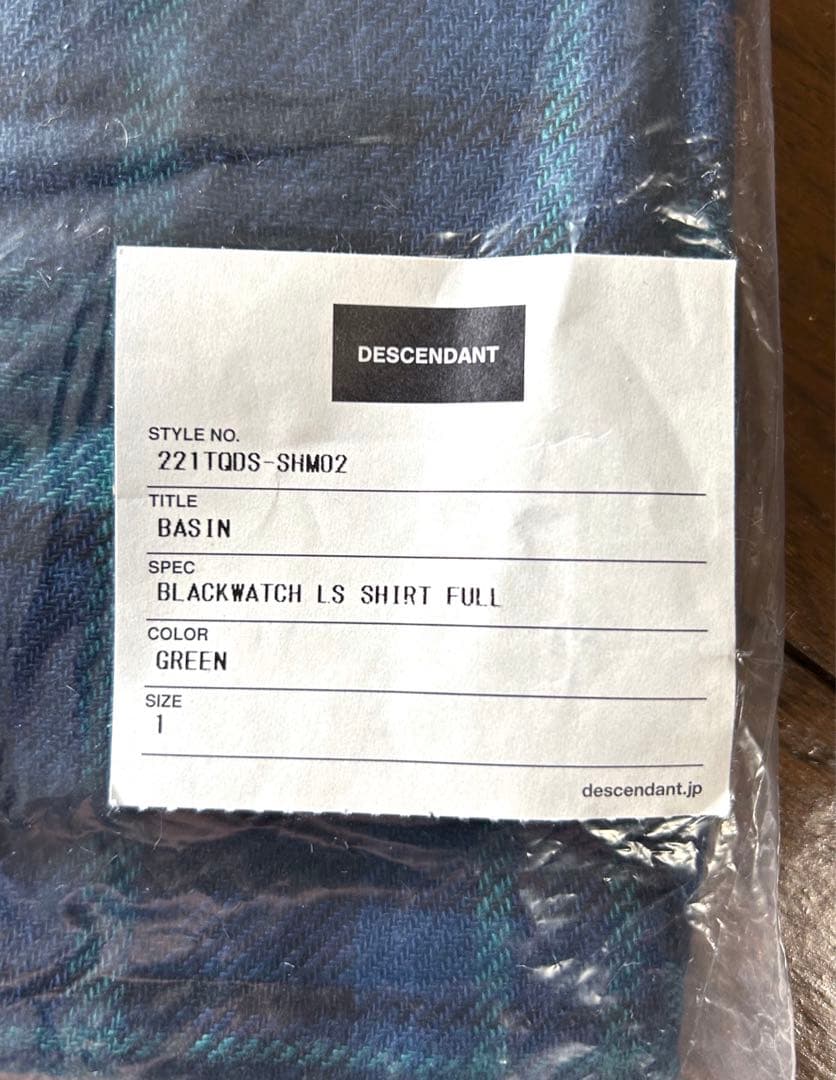 DESCENDANT
STYLE NO.
221TQDS-SHM02
TITLE
BASIN
SPEC
BLACKWATCH LS SHIRT FULL
COLOR
GREEN
SIZE
1
descendant.jp